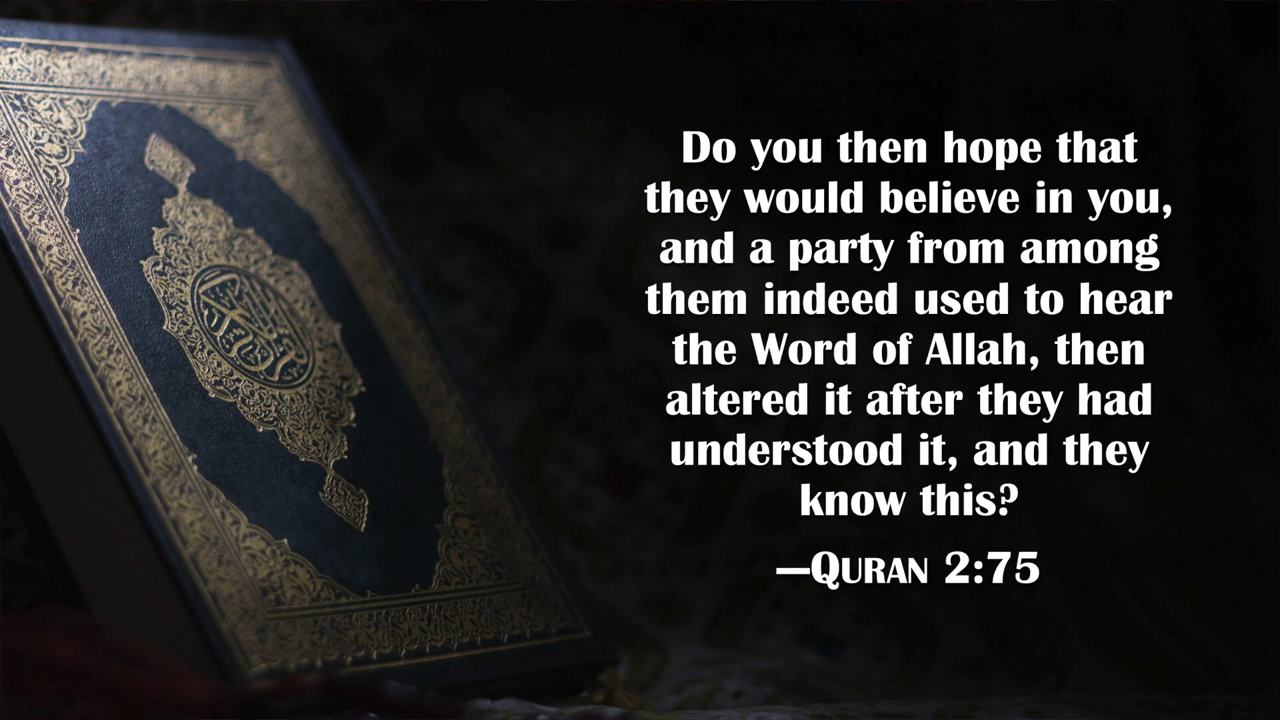 Do you then hope that
they would believe in you,
and a party from among
them indeed used to hear
the Word of Allah, then
altered it after they had
understood it, and they
know this?
—QURAN 2:75